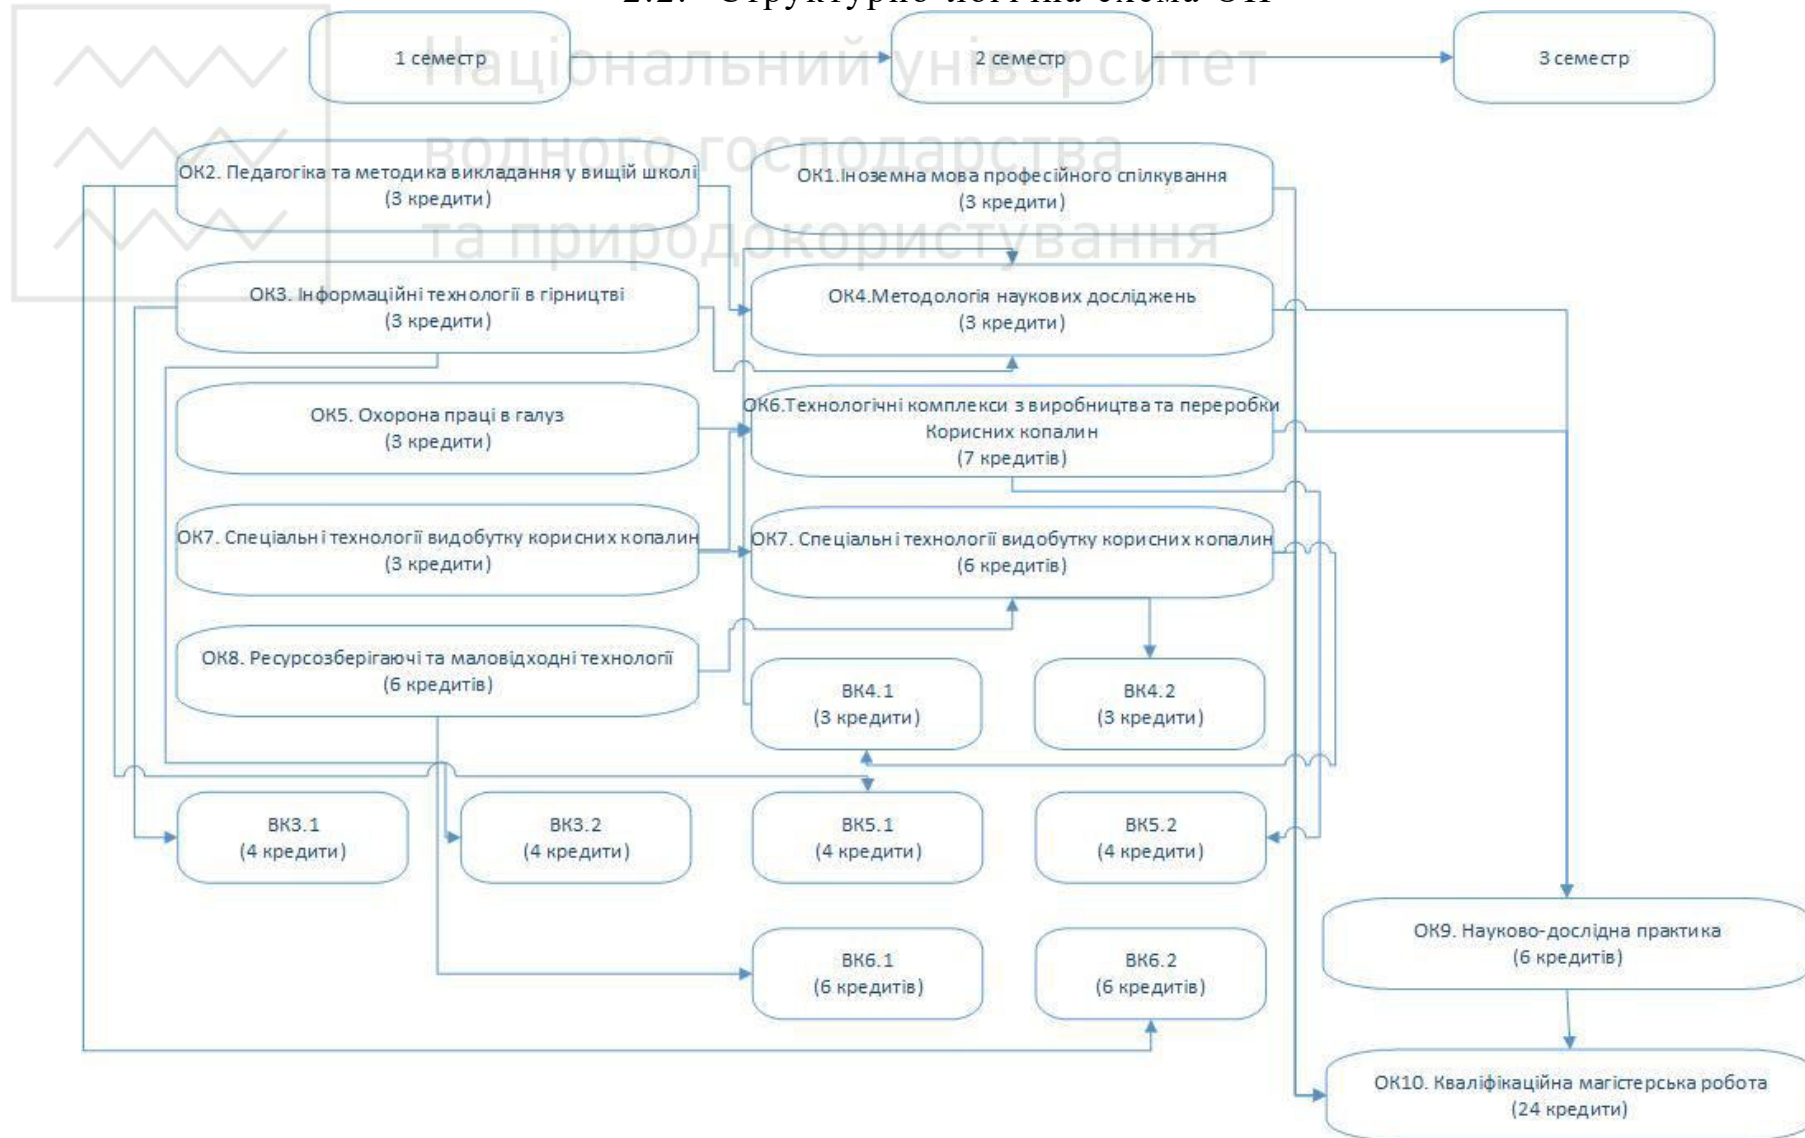 2.2. Структурно-логічна схема ОП
Національний університет
водного господарства
та природокористування
1 семестр
2 семестр
3 семестр
ОК2. Педагогіка та методика викладання у вищій школі
(3 кредити)
ОК1.Іноземна мова професійного спілкування
(3 кредити)
ОК3. Інформаційні технології в гірництві
(3 кредити)
ОК4.Методологія наукових досліджень
(3 кредити)
ОК5. Охорона праці в галуз
(3 кредити)
ОК6.Технологічні комплекси з виробництва та переробки
Корисних копалин
(7 кредитів)
ОК7. Спеціальні технології видобутку корисних копалин
(3 кредити)
ОК7. Спеціальні технології видобутку корисних копалин
(6 кредитів)
ОК8. Ресурсозберігаючі та маловідходні технології
(6 кредитів)
ВК4.1
(3 кредити)
ВК4.2
(3 кредити)
ВК3.1
(4 кредити)
ВК3.2
(4 кредити)
ВК5.1
(4 кредити)
ВК5.2
(4 кредити)
ВК6.1
(6 кредитів)
ВК6.2
(6 кредитів)
ОК9. Науково-дослідна практика
(6 кредитів)
ОК10. Кваліфікаційна магістерська робота
(24 кредити)